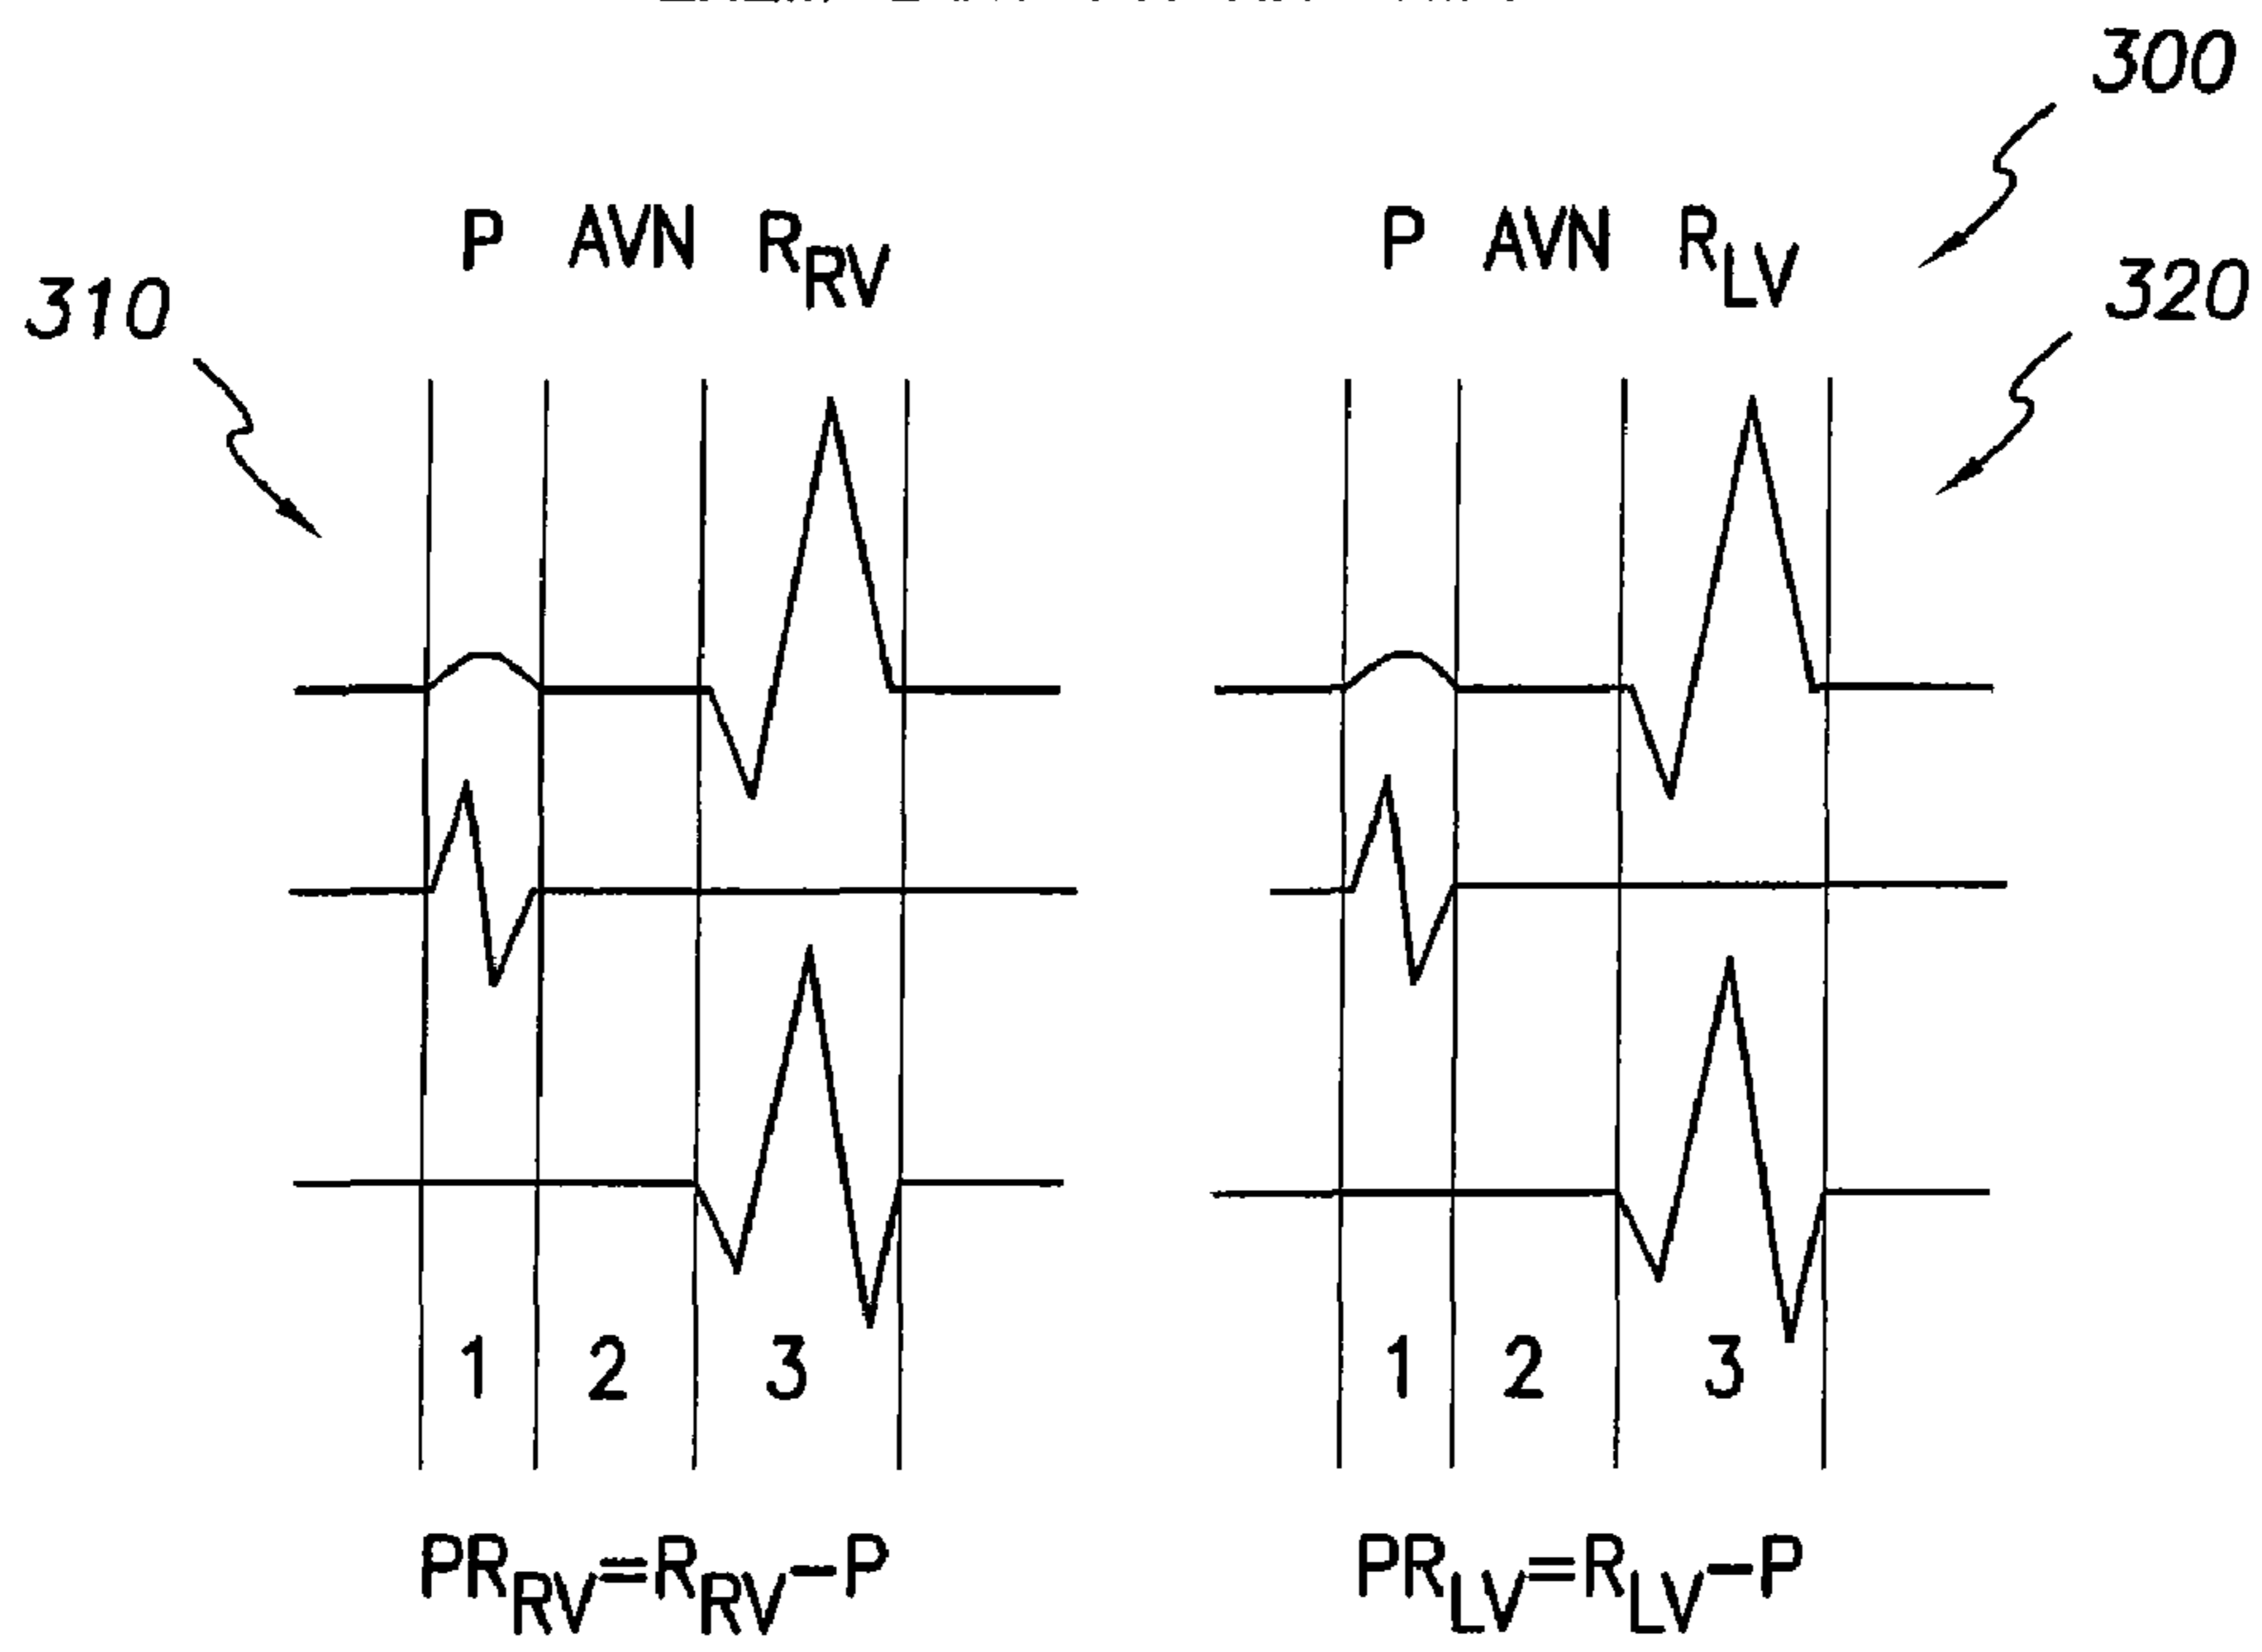 300
P AVN R_RV
P AVN R_LV
310
320
1 2 3
1 2 3
PR_RV=R_RV-P
PR_LV=R_LV-P